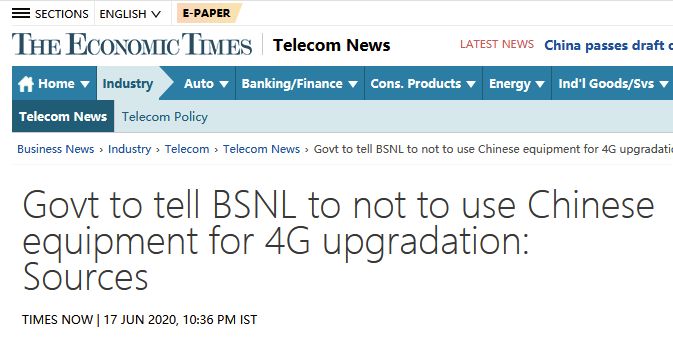 SECTIONS ENGLISH E-PAPER
THE ECONOMIC TIMES Telecom News LATEST NEWS China passes draft
Home Industry Auto Banking/Finance Cons. Products Energy Ind'l Goods/Svs
Telecom News Telecom Policy
Business News › Industry › Telecom › Telecom News › Govt to tell BSNL to not to use Chinese equipment for 4G upgradati
Govt to tell BSNL to not to use Chinese
equipment for 4G upgradation:
Sources
TIMES NOW | 17 JUN 2020, 10:36 PM IST